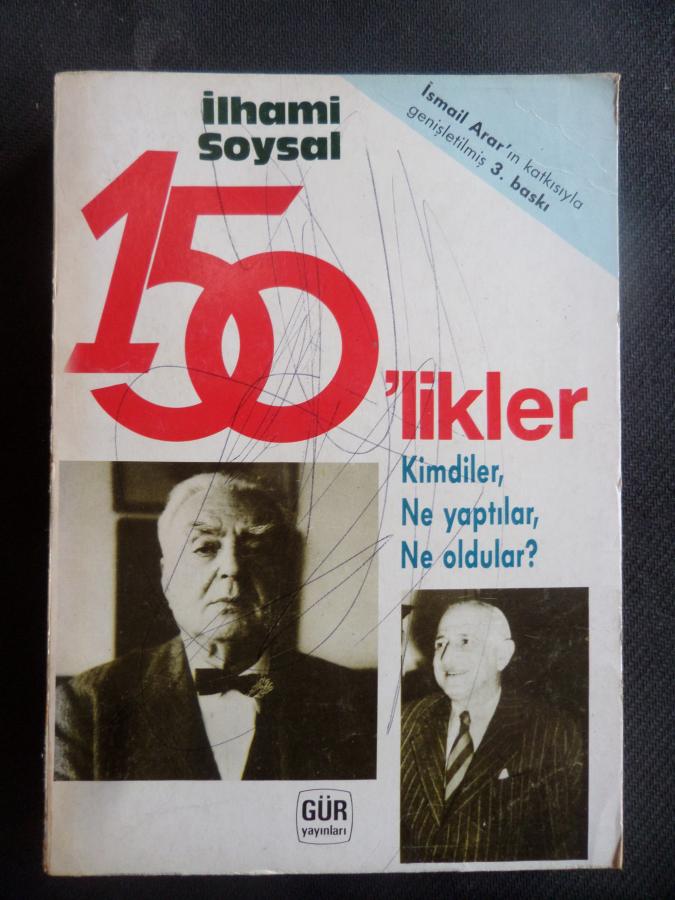 İlhami
Soysal
İsmail Arar'ın katkısıyla
genişletilmiş 3. baskı
150'likler
Kimdiler,
Ne yaptılar,
Ne oldular?
GÜR
yayınları